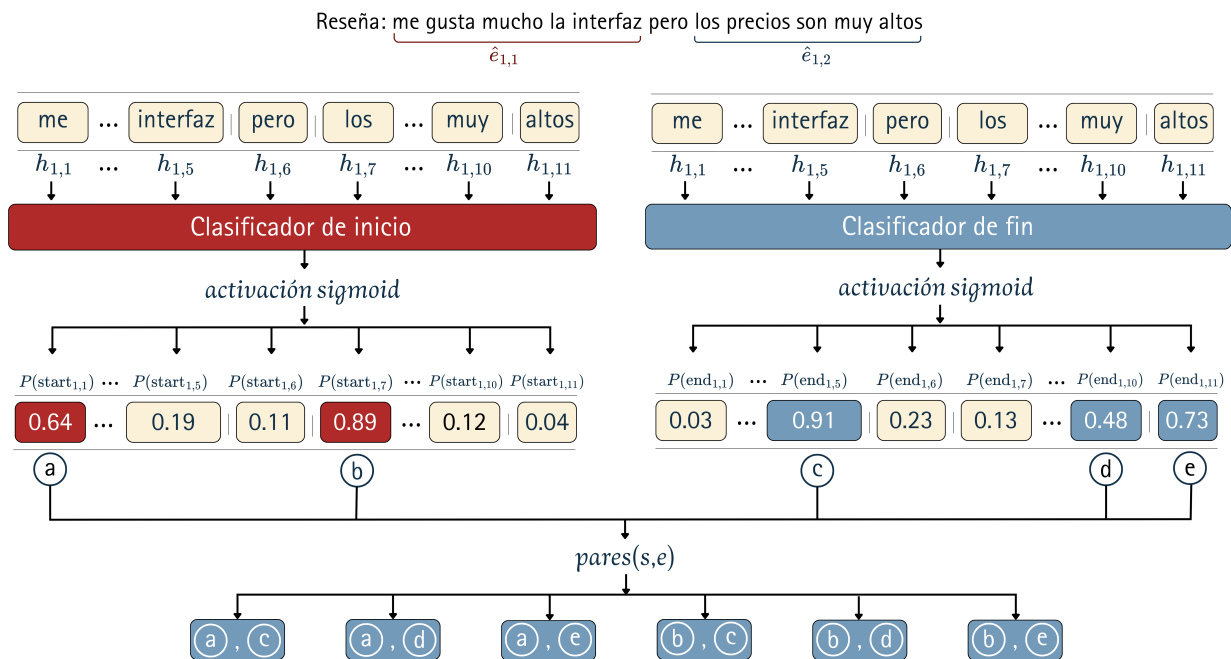 Reseña: me gusta mucho la interfaz pero los precios son muy altos
ê1,1 ê1,2
me ... interfaz pero los ... muy altos
h1,1 ... h1,5 h1,6 h1,7 ... h1,10 h1,11
Clasificador de inicio
activación sigmoid
P(start1,1) ... P(start1,5) P(start1,6) P(start1,7) ... P(start1,10) P(start1,11)
0.64 ... 0.19 0.11 0.89 ... 0.12 0.04
a b
me ... interfaz pero los ... muy altos
h1,1 ... h1,5 h1,6 h1,7 ... h1,10 h1,11
Clasificador de fin
activación sigmoid
P(end1,1) ... P(end1,5) P(end1,6) P(end1,7) ... P(end1,10) P(end1,11)
0.03 ... 0.91 0.23 0.13 ... 0.48 0.73
c d e
pares(s,e)
a , c a , d a , e b , c b , d b , e